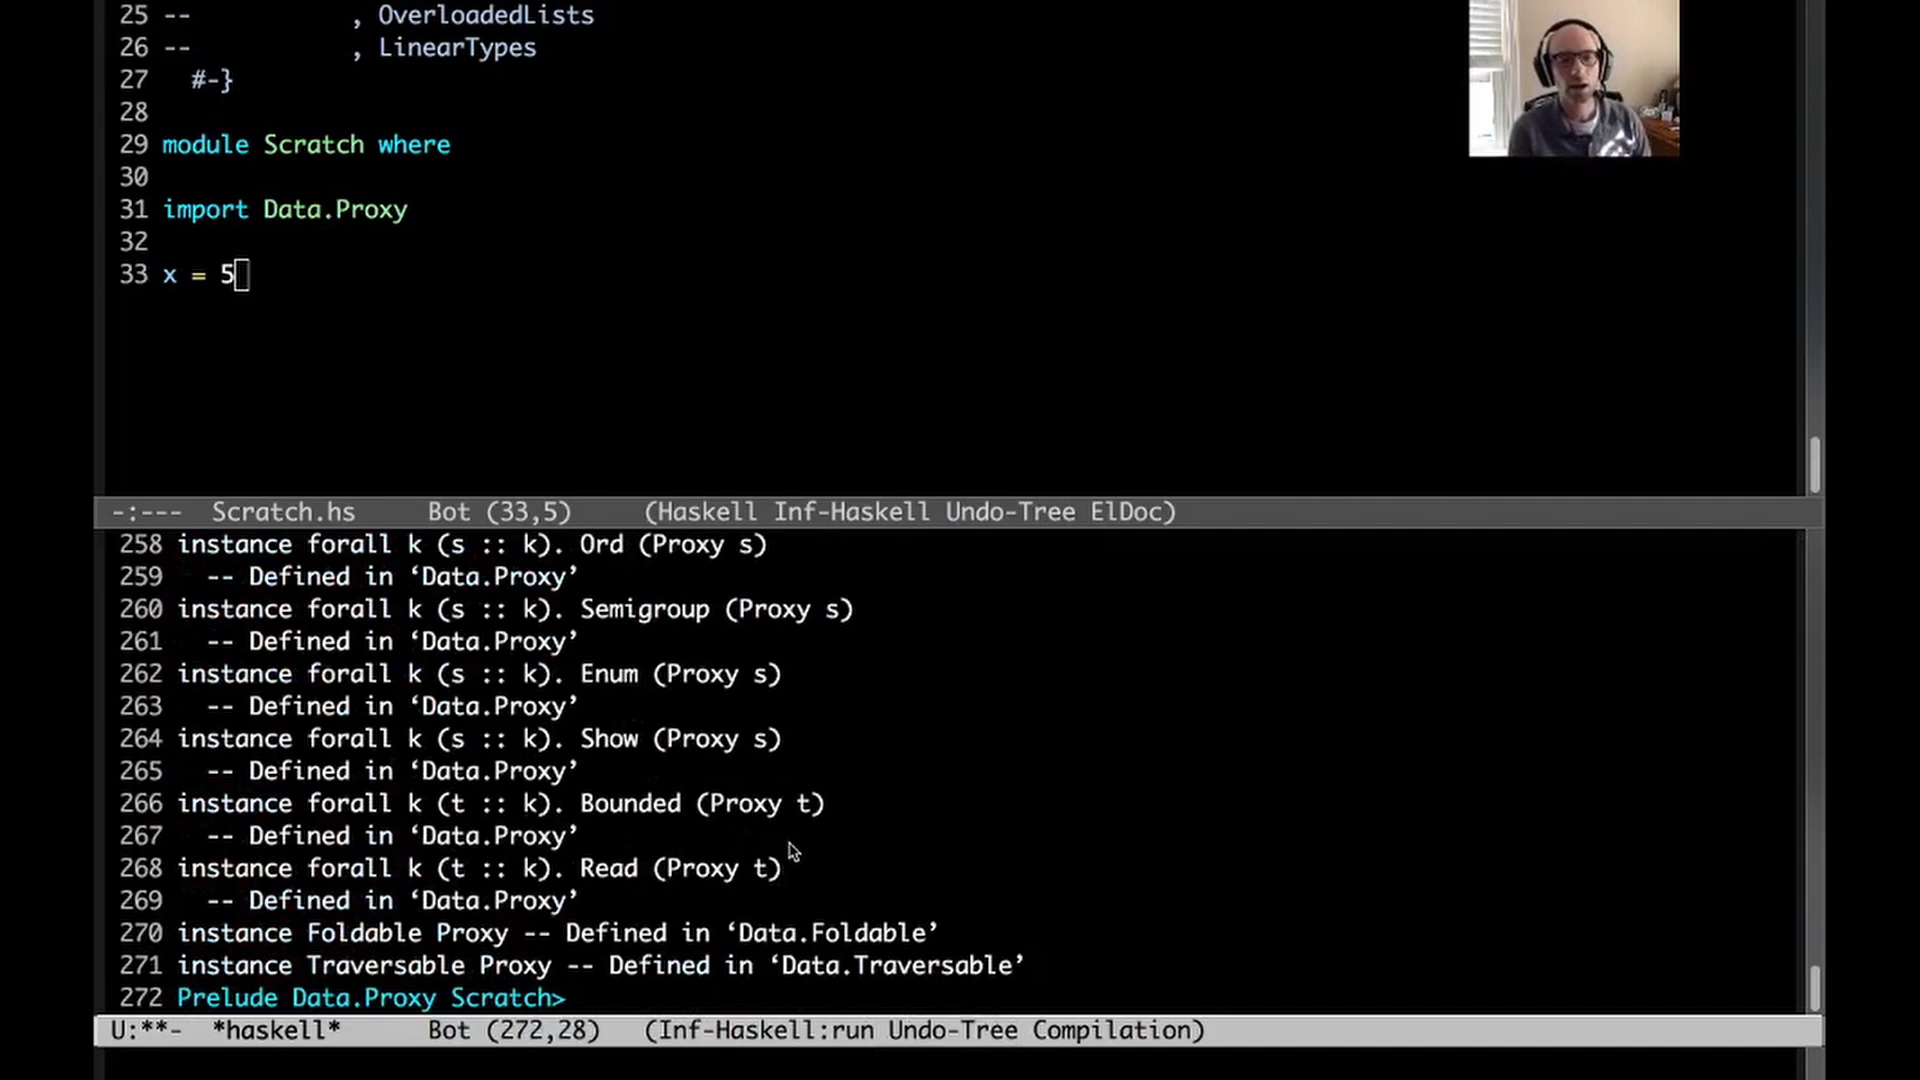 25 --           , OverloadedLists
26 --           , LinearTypes
27   #-}
28
29 module Scratch where
30
31 import Data.Proxy
32
33 x = 5
-:---  Scratch.hs     Bot (33,5)     (Haskell Inf-Haskell Undo-Tree ElDoc)
258 instance forall k (s :: k). Ord (Proxy s)
259   -- Defined in ‘Data.Proxy’
260 instance forall k (s :: k). Semigroup (Proxy s)
261   -- Defined in ‘Data.Proxy’
262 instance forall k (s :: k). Enum (Proxy s)
263   -- Defined in ‘Data.Proxy’
264 instance forall k (s :: k). Show (Proxy s)
265   -- Defined in ‘Data.Proxy’
266 instance forall k (t :: k). Bounded (Proxy t)
267   -- Defined in ‘Data.Proxy’
268 instance forall k (t :: k). Read (Proxy t)
269   -- Defined in ‘Data.Proxy’
270 instance Foldable Proxy -- Defined in ‘Data.Foldable’
271 instance Traversable Proxy -- Defined in ‘Data.Traversable’
272 Prelude Data.Proxy Scratch>
U:**-  *haskell*      Bot (272,28)   (Inf-Haskell:run Undo-Tree Compilation)